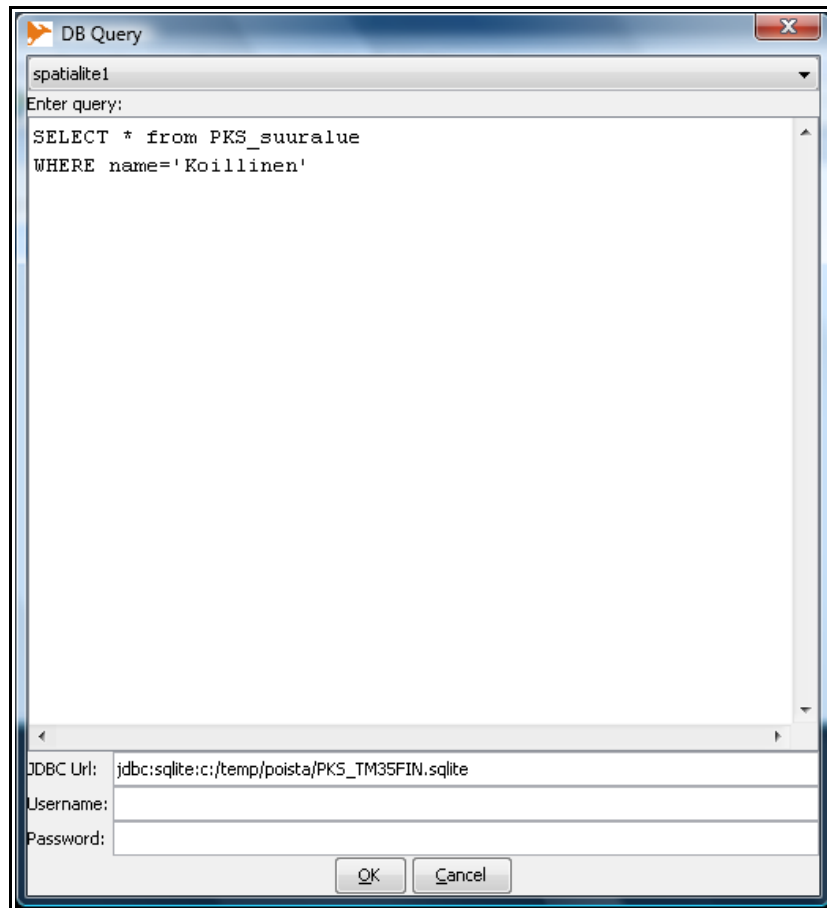 DB Query
spatialite1
Enter query:
SELECT * from PKS_suuralue
WHERE name='Koillinen'
JDBC Url: jdbc:sqlite:c:/temp/poista/PKS_TM35FIN.sqlite
Username:
Password:
OK Cancel